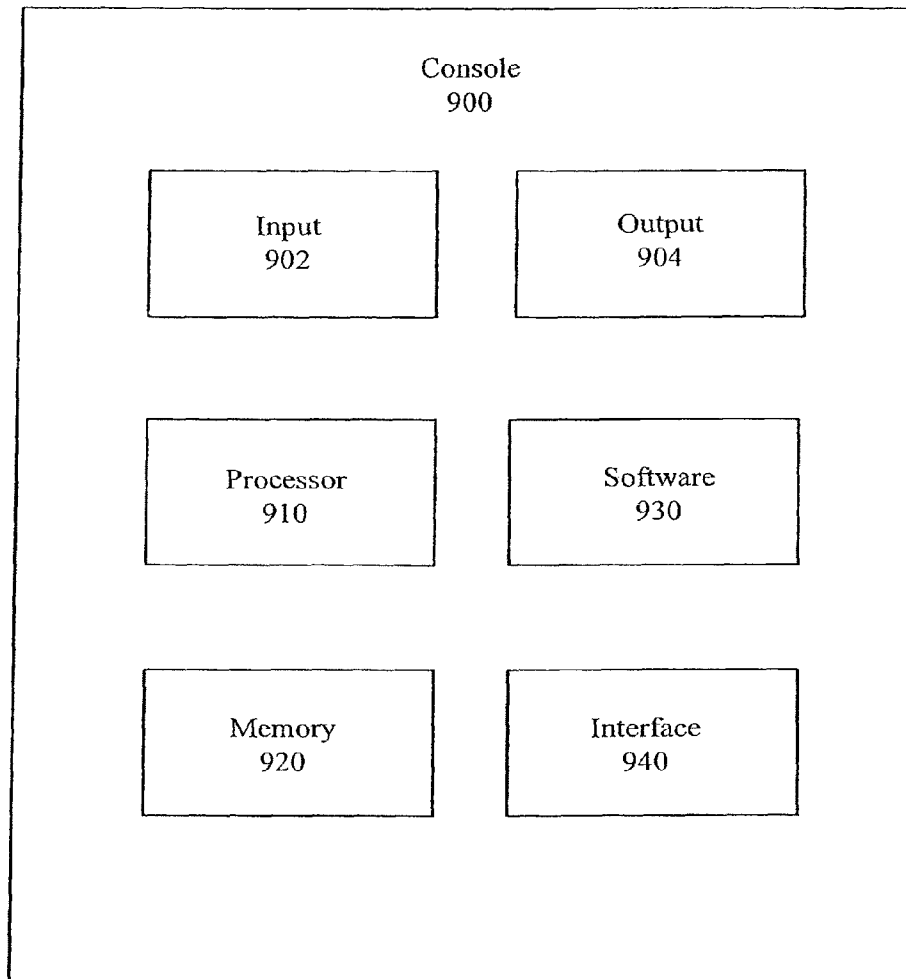 Console
900
Input
902
Output
904
Processor
910
Software
930
Memory
920
Interface
940